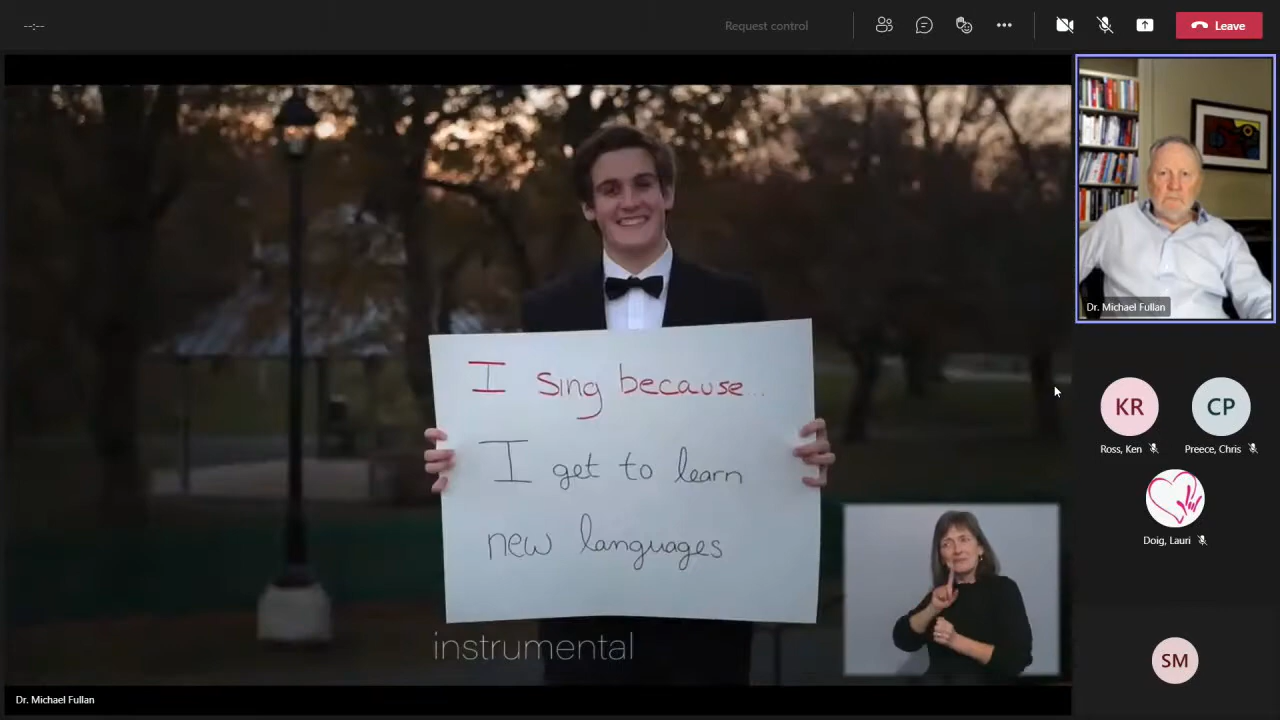 --:--
Request control
Leave
I sing because...
I get to learn
new languages
instrumental
Dr. Michael Fullan
Dr. Michael Fullan
KR
CP
Ross, Ken
Preece, Chris
Doig, Lauri
SM